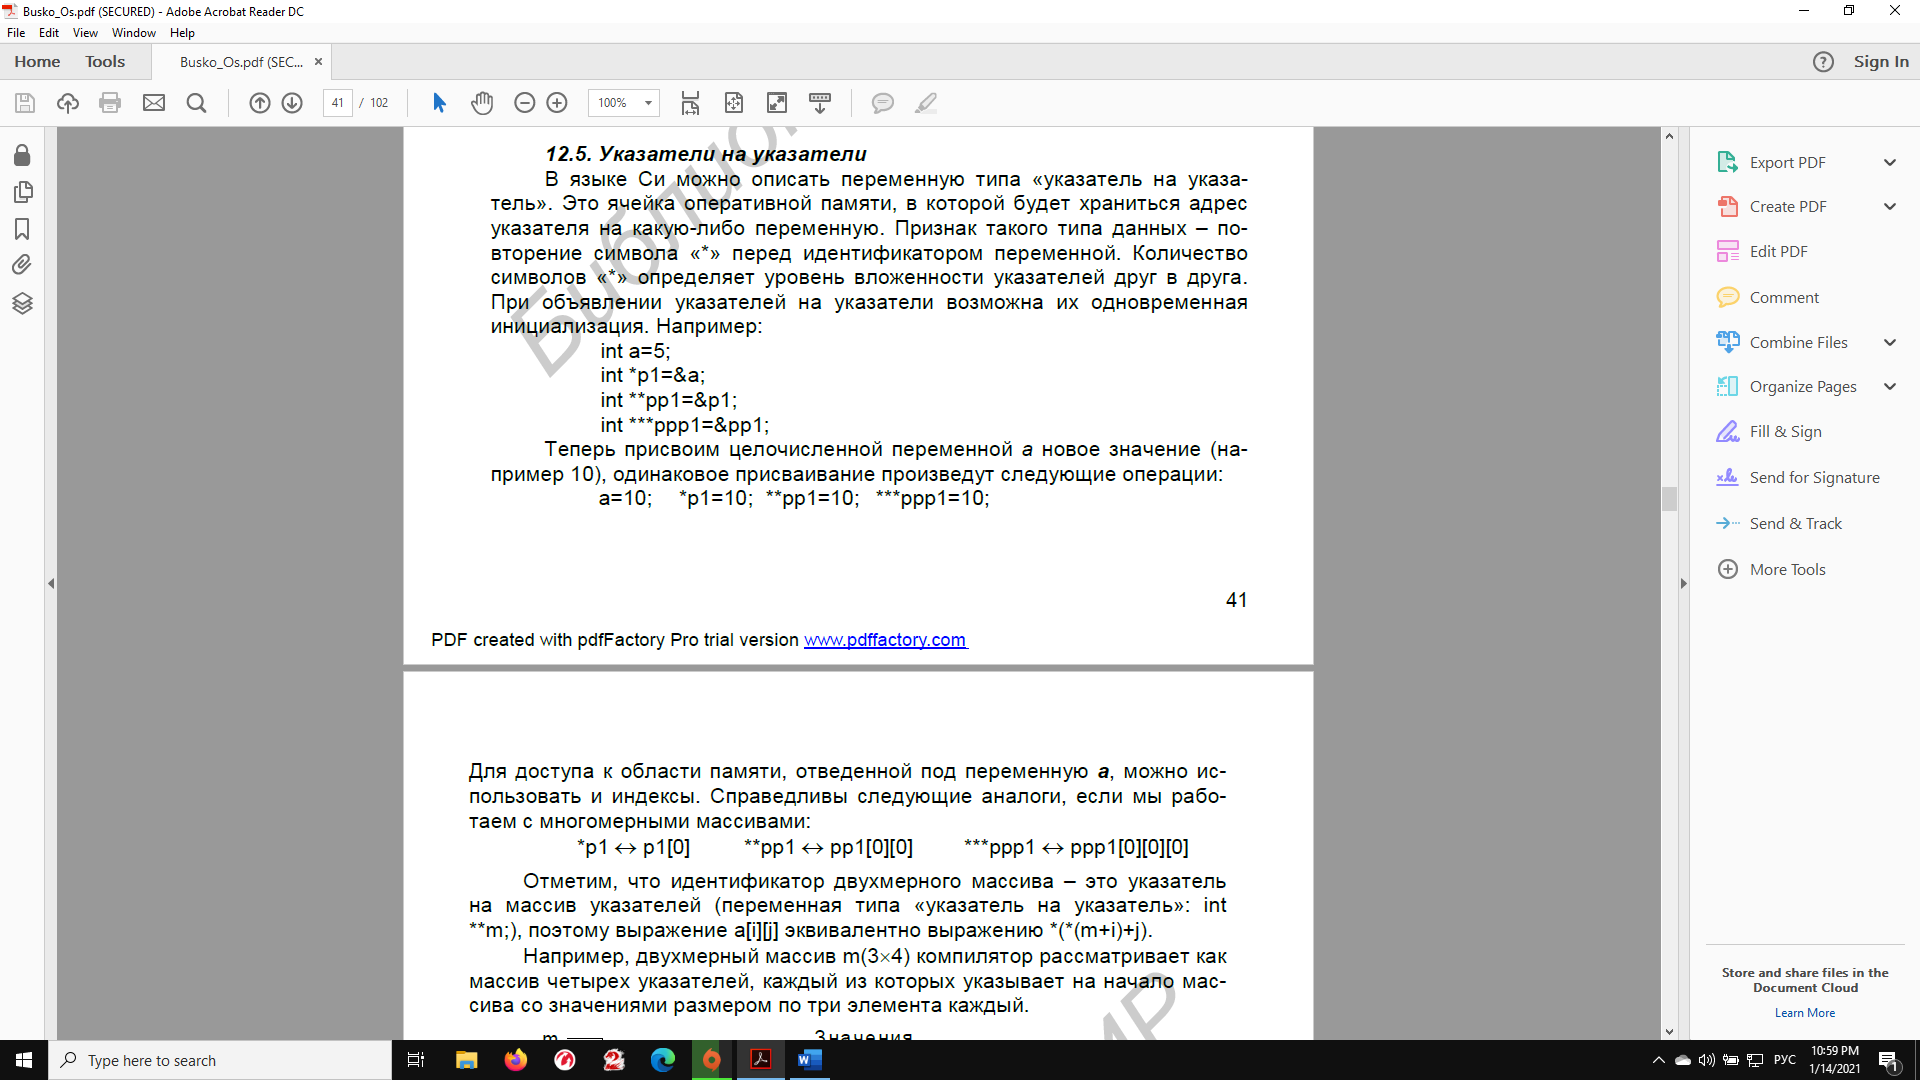 Busko_Os.pdf (SECURED) - Adobe Acrobat Reader DC
File Edit View Window Help
Home Tools Busko_Os.pdf (SEC... × ? Sign In
41 / 102 100%
12.5. Указатели на указатели
В языке Си можно описать переменную типа «указатель на указа-
тель». Это ячейка оперативной памяти, в которой будет храниться адрес
указателя на какую-либо переменную. Признак такого типа данных – по-
вторение символа «*» перед идентификатором переменной. Количество
символов «*» определяет уровень вложенности указателей друг в друга.
При объявлении указателей на указатели возможна их одновременная
инициализация. Например:
int a=5;
int *p1=&a;
int **pp1=&p1;
int ***ppp1=&pp1;
Теперь присвоим целочисленной переменной a новое значение (на-
пример 10), одинаковое присваивание произведут следующие операции:
a=10; *p1=10; **pp1=10; ***ppp1=10;
41
PDF created with pdfFactory Pro trial version www.pdffactory.com
Для доступа к области памяти, отведенной под переменную a, можно ис-
пользовать и индексы. Справедливы следующие аналоги, если мы рабо-
таем с многомерными массивами:
*p1 ↔ p1[0] **pp1 ↔ pp1[0][0] ***ppp1 ↔ ppp1[0][0][0]
Отметим, что идентификатор двухмерного массива – это указатель
на массив указателей (переменная типа «указатель на указатель»: int
**m;), поэтому выражение a[i][j] эквивалентно выражению *(*(m+i)+j).
Например, двухмерный массив m(3×4) компилятор рассматривает как
массив четырех указателей, каждый из которых указывает на начало мас-
сива со значениями размером по три элемента каждый.
m Значения
Export PDF
Create PDF
Edit PDF
Comment
Combine Files
Organize Pages
Fill & Sign
Send for Signature
Send & Track
More Tools
Store and share files in the
Document Cloud
Learn More
Type here to search
РУС
10:59 PM
1/14/2021
1